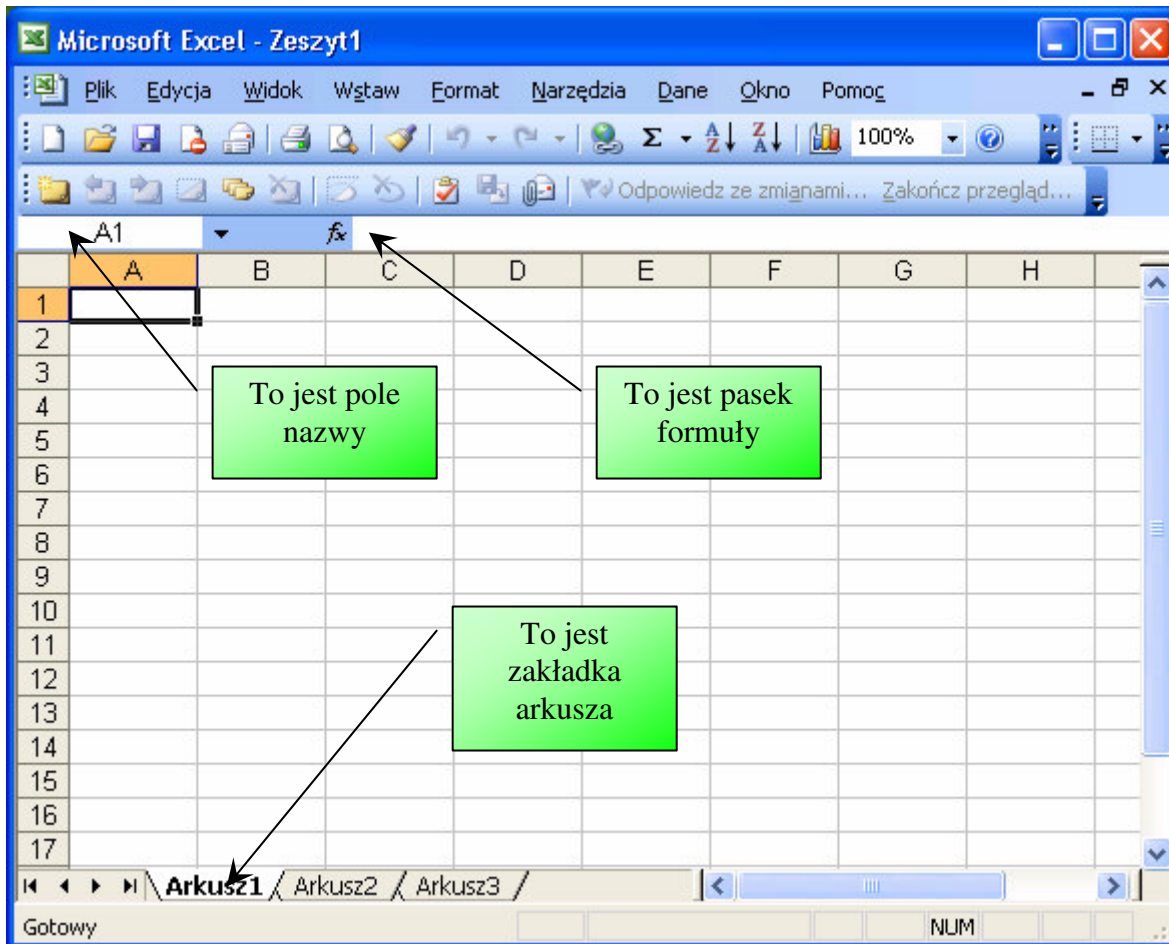 Microsoft Excel - Zeszyt1
Plik Edycja Widok Wstaw Format Narzędzia Dane Okno Pomoc
Σ A Z Z A 100%
Odpowiedz ze zmianami... Zakończ przegląd...
A1 fx
A B C D E F G H
1
2
3
4
5
6
7
8
9
10
11
12
13
14
15
16
17
To jest pole
nazwy
To jest pasek
formuły
To jest
zakładka
arkusza
Arkusz1 Arkusz2 Arkusz3
Gotowy NUM